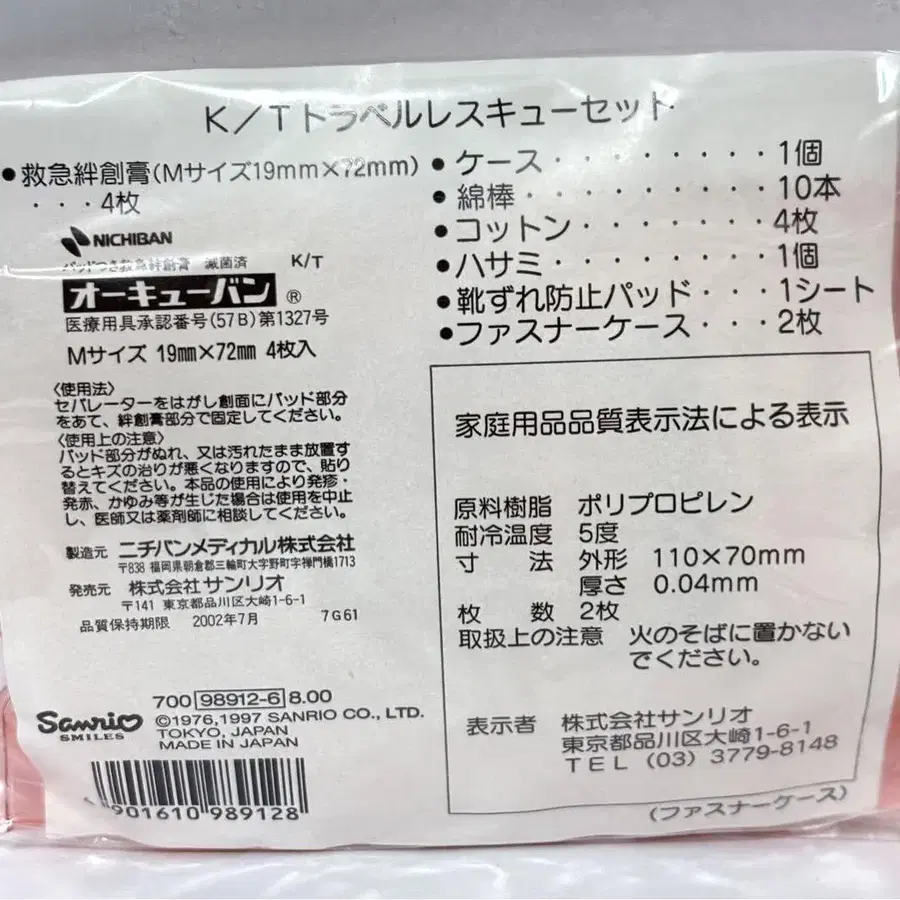 K/Tトラベルレスキューセット
●救急絆創膏(Mサイズ19mm×72mm)
・・・4枚
NICHIBAN
パッドつき救急絆創膏 滅菌済 K/T
オーキューバン®
医療用具承認番号(57B)第1327号
Mサイズ 19mm×72mm 4枚入
〈使用法〉
セパレーターをはがし創面にパッド部分
をあて、絆創膏部分で固定してください。
〈使用上の注意〉
パッド部分がぬれ、又は汚れたまま放置す
るとキズの治りが悪くなりますので、貼り
替えてください。本品の使用により発疹・
発赤、かゆみ等が生じた場合は使用を中止
し、医師又は薬剤師に相談してください。
製造元 ニチバンメディカル株式会社
〒838 福岡県朝倉郡三輪町大字野町字禅門橋1713
発売元 株式会社サンリオ
〒141 東京都品川区大崎1-6-1
品質保持期限 2002年7月 7G61
700 98912-6 8.00
Sanrio
SMILES
©1976,1997 SANRIO CO., LTD.
TOKYO, JAPAN
MADE IN JAPAN
4 901610 989128
●ケース・・・・・・・・・1個
●綿棒・・・・・・・・・・10本
●コットン・・・・・・・・4枚
●ハサミ・・・・・・・・・1個
●靴ずれ防止パッド・・・1シート
●ファスナーケース・・・2枚
家庭用品品質表示法による表示
原料樹脂 ポリプロピレン
耐冷温度 5度
寸法 外形 110×70mm
厚さ 0.04mm
枚数 2枚
取扱上の注意 火のそばに置かない
でください。
表示者 株式会社サンリオ
東京都品川区大崎1-6-1
TEL (03) 3779-8148
(ファスナーケース)